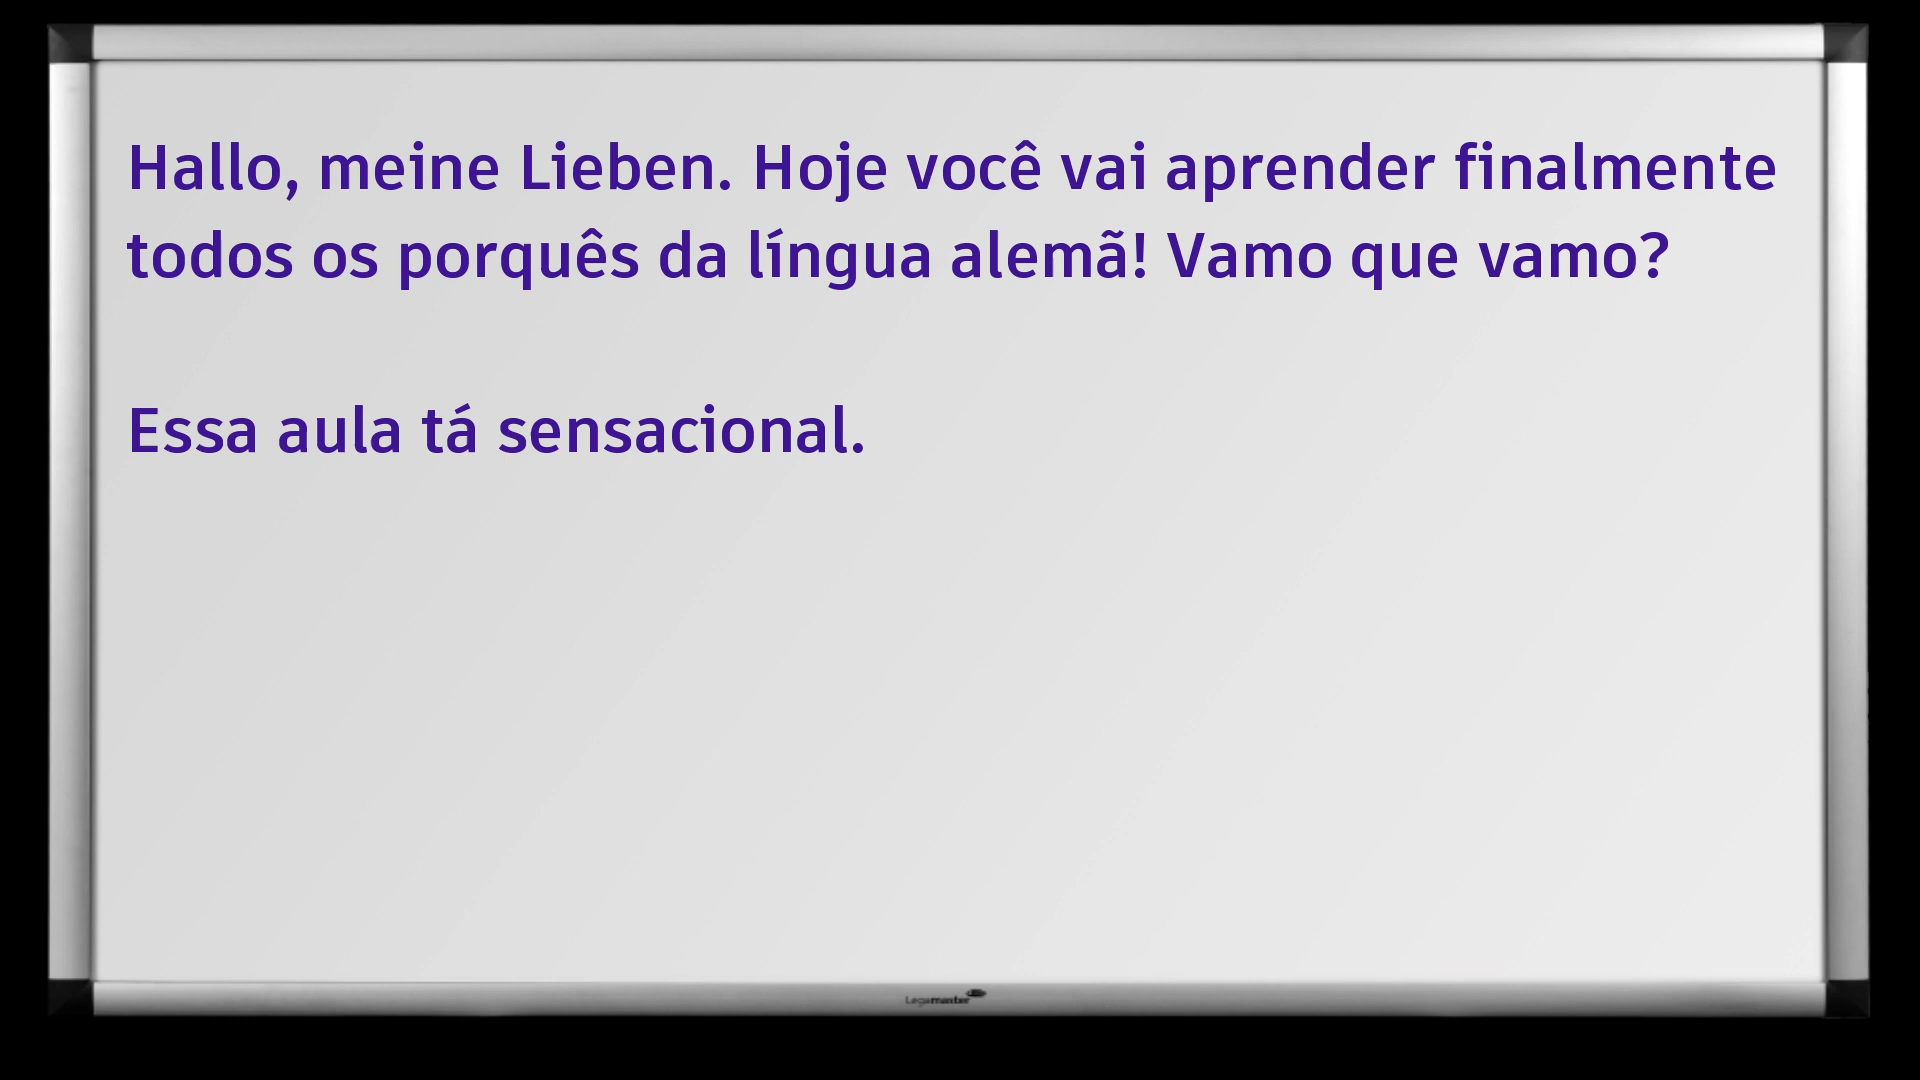 Hallo, meine Lieben. Hoje você vai aprender finalmente
todos os porquês da língua alemã! Vamo que vamo?
Essa aula tá sensacional.
Legamaster